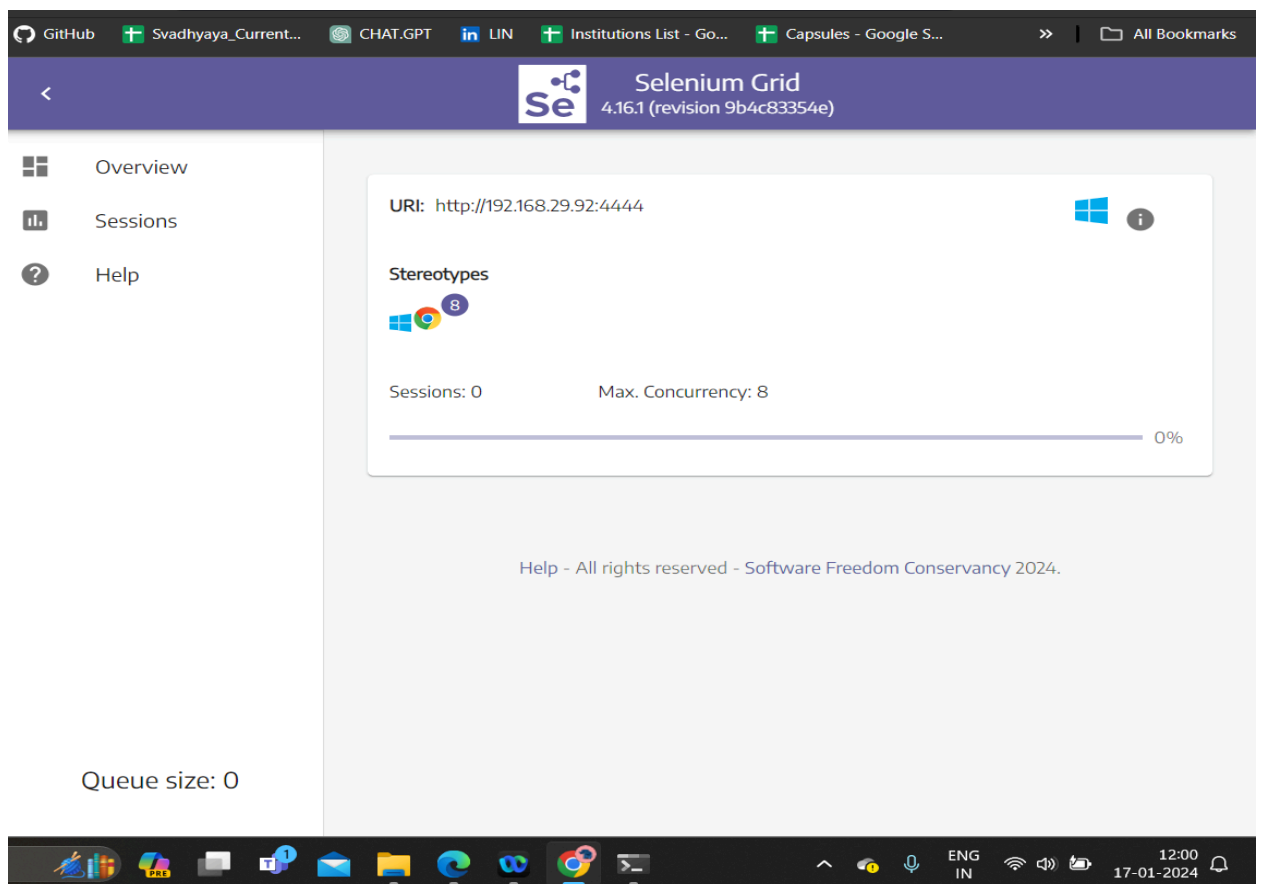 GitHub Svadhyaya_Current... CHAT.GPT in LIN Institutions List - Go... Capsules - Google S... » All Bookmarks
Se Selenium Grid
4.16.1 (revision 9b4c83354e)
Overview
Sessions
Help
URI: http://192.168.29.92:4444
Stereotypes
8
Sessions: 0 Max. Concurrency: 8
0%
Help - All rights reserved - Software Freedom Conservancy 2024.
Queue size: 0
PRE
T 1
ENG
IN
12:00
17-01-2024